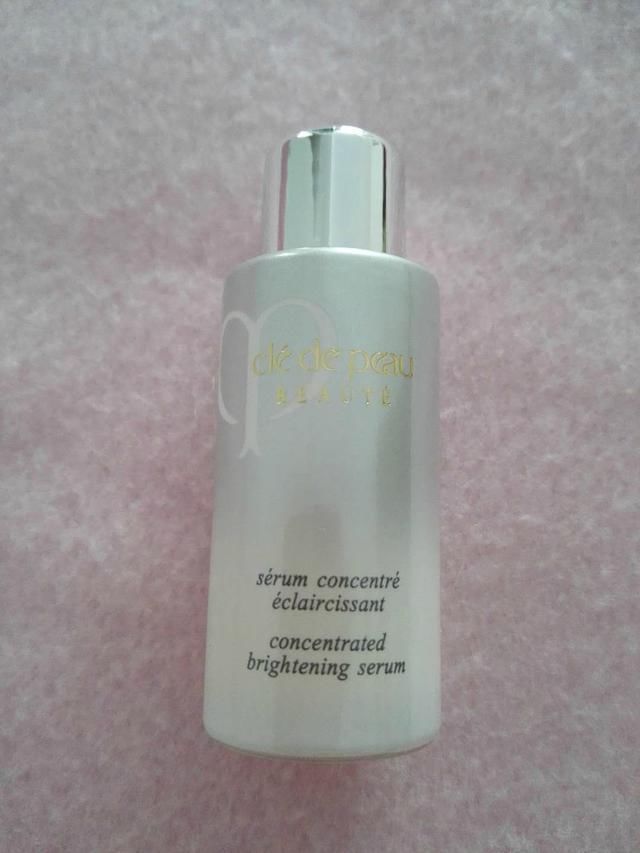 clé de peau
BEAUTÉ
sérum concentré
éclaircissant
concentrated
brightening serum